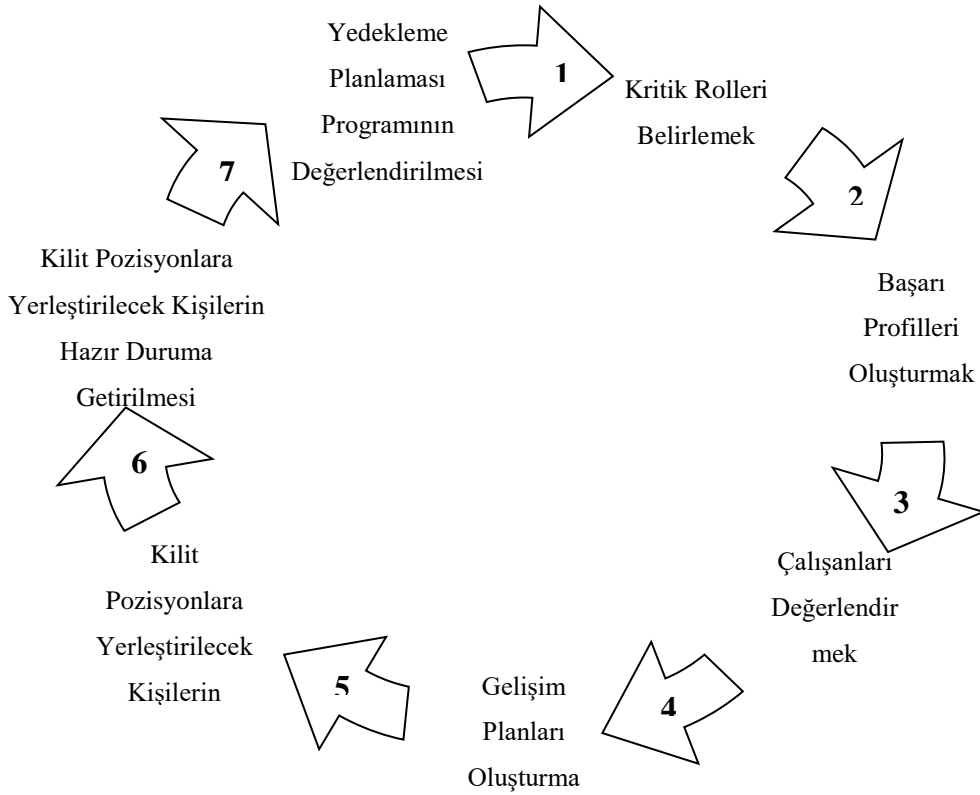 Yedekleme
Planlaması
Programının
Değerlendirilmesi
1
Kritik Rolleri
Belirlemek
2
Başarı
Profilleri
Oluşturmak
3
Çalışanları
Değerlendir
mek
4
Gelişim
Planları
Oluşturma
5
Kilit
Pozisyonlara
Yerleştirilecek
Kişilerin
6
Kilit Pozisyonlara
Yerleştirilecek Kişilerin
Hazır Duruma
Getirilmesi
7